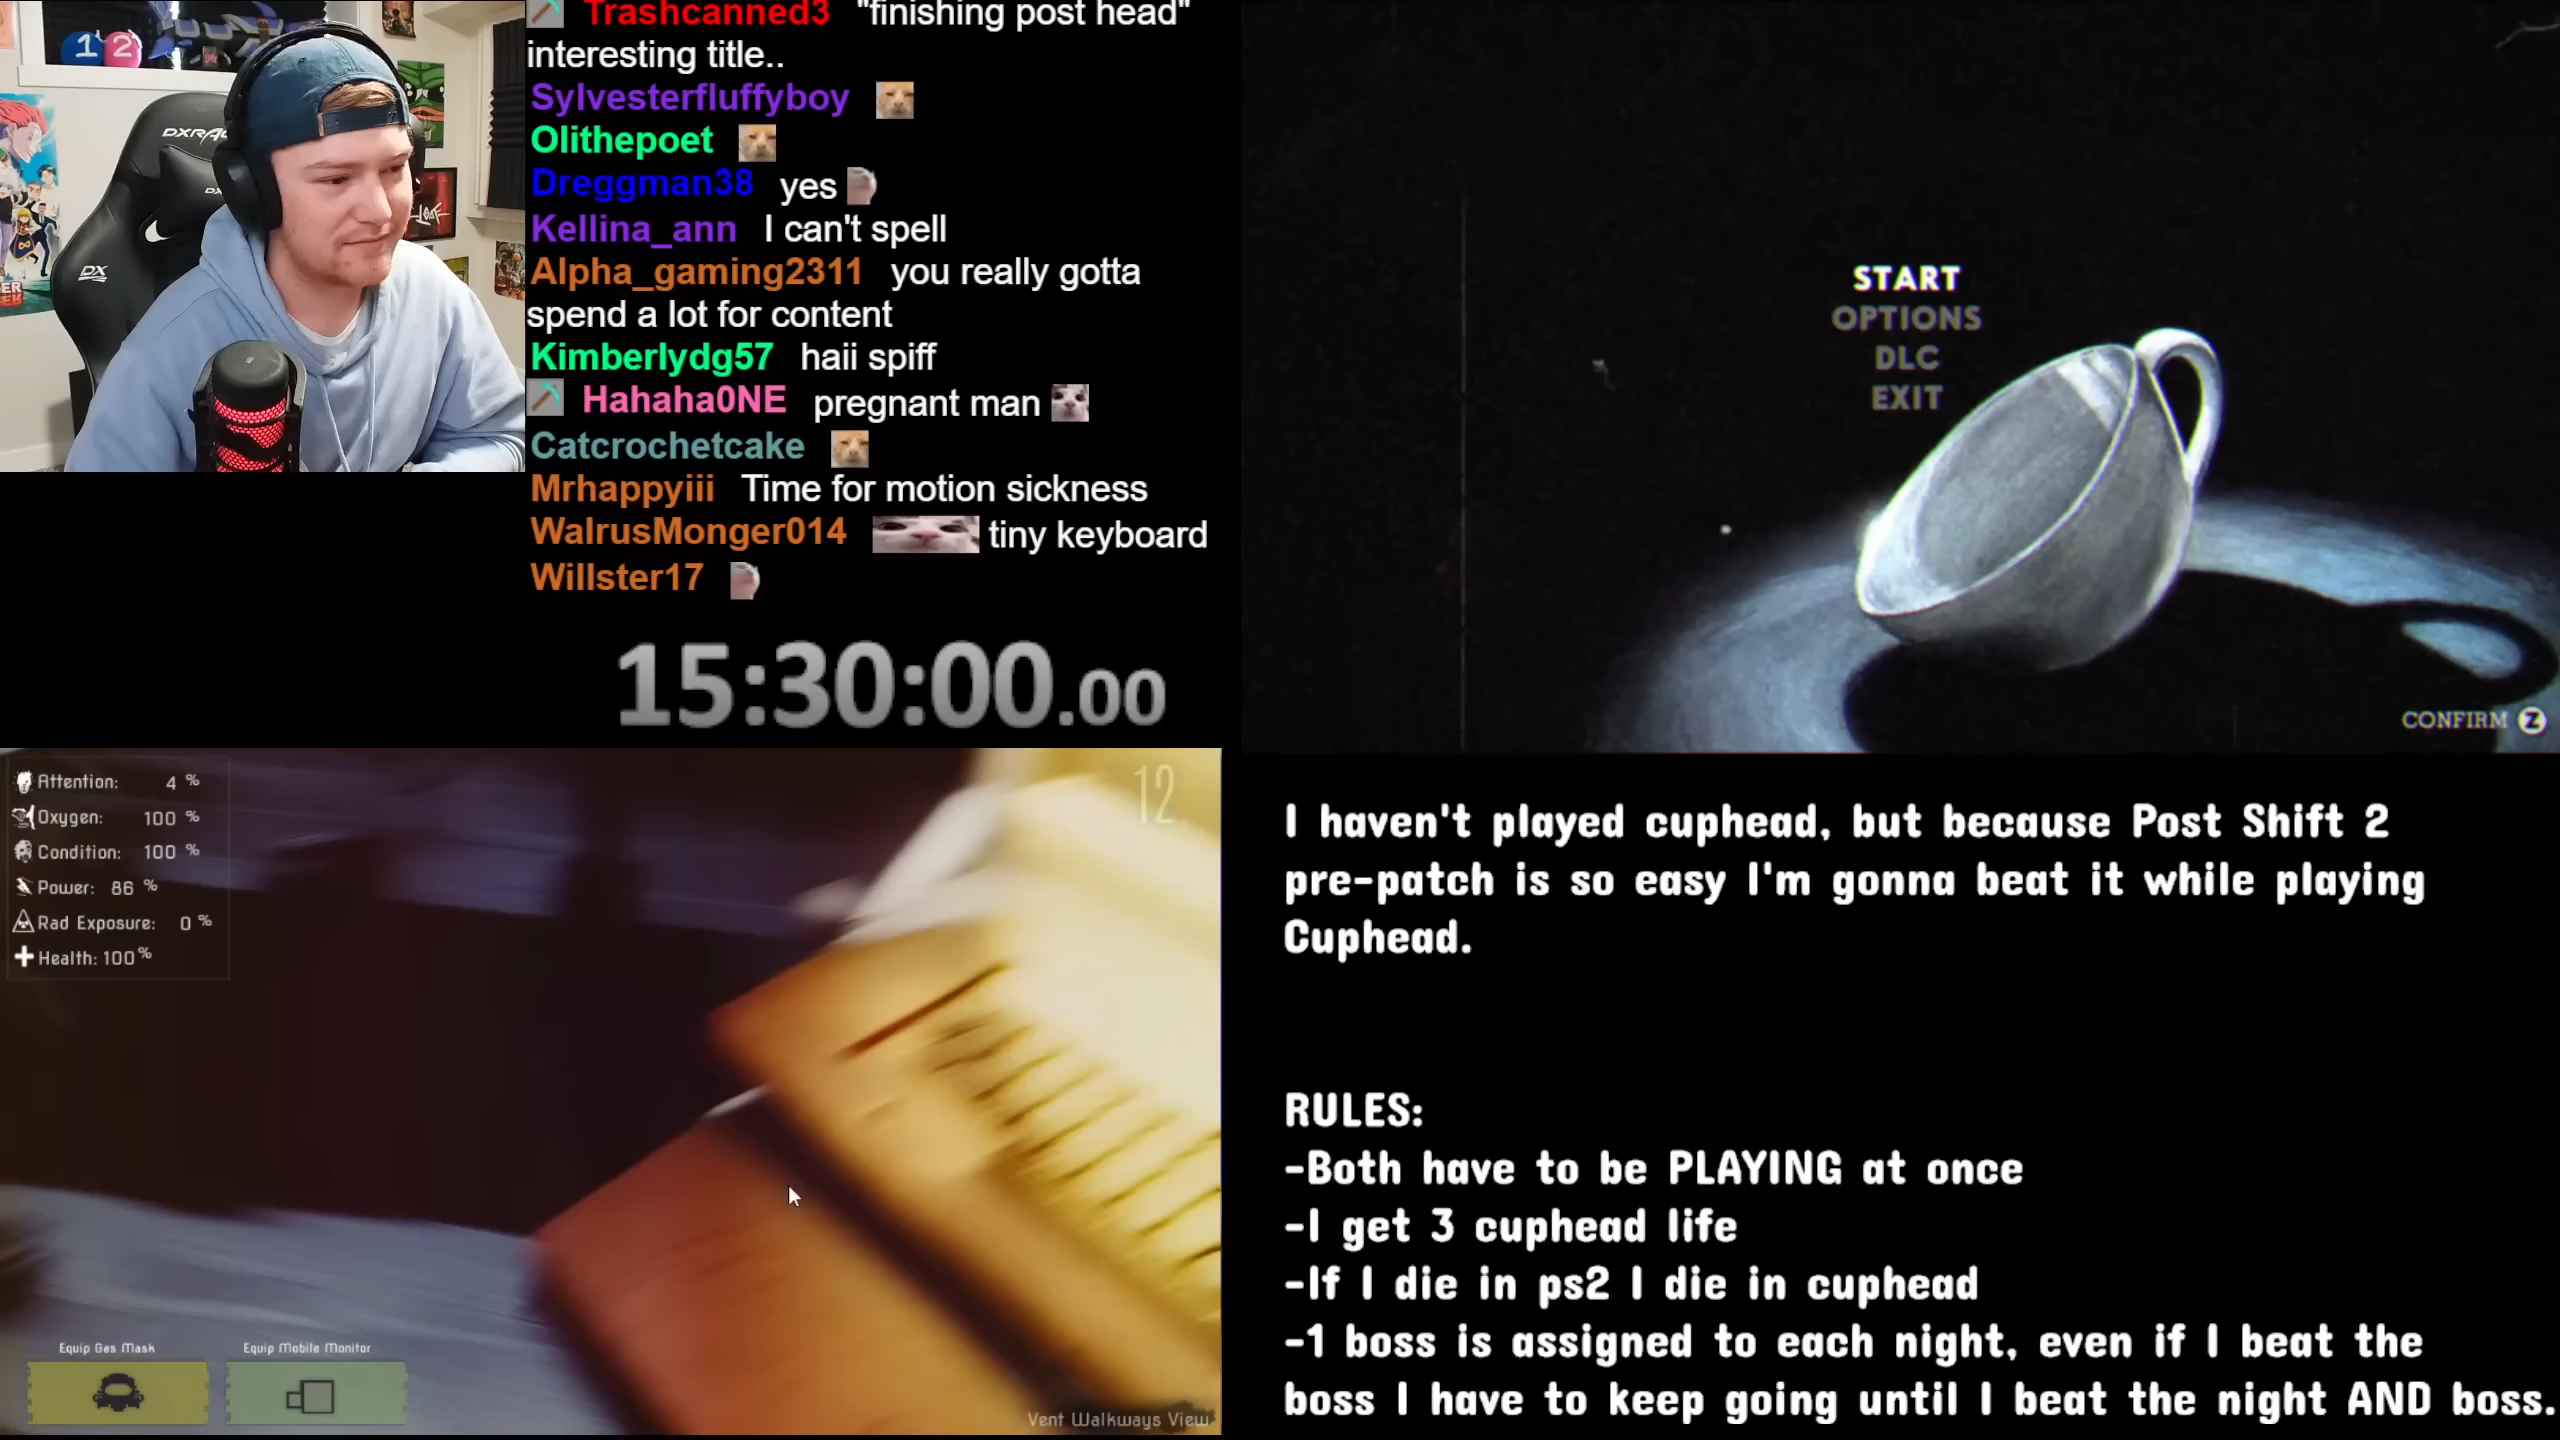 1 2
DXRA
DX
DX
Trashcanned3 "finishing post head"
interesting title..
Sylvesterfluffyboy
Olithepoet
Dreggman38 yes
Kellina_ann I can't spell
Alpha_gaming2311 you really gotta
spend a lot for content
Kimberlydg57 haii spiff
Hahaha0NE pregnant man
Catcrochetcake
Mrhappyiii Time for motion sickness
WalrusMonger014 tiny keyboard
Willster17
15:30:00.00
START
OPTIONS
DLC
EXIT
CONFIRM Z
Attention: 4 %
Oxygen: 100 %
Condition: 100 %
Power: 86 %
Rad Exposure: 0 %
Health: 100 %
12
Equip Gas Mask
Equip Mobile Monitor
Vent Walkways View
I haven't played cuphead, but because Post Shift 2
pre-patch is so easy I'm gonna beat it while playing
Cuphead.
RULES:
-Both have to be PLAYING at once
-I get 3 cuphead life
-If I die in ps2 I die in cuphead
-1 boss is assigned to each night, even if I beat the
boss I have to keep going until I beat the night AND boss.